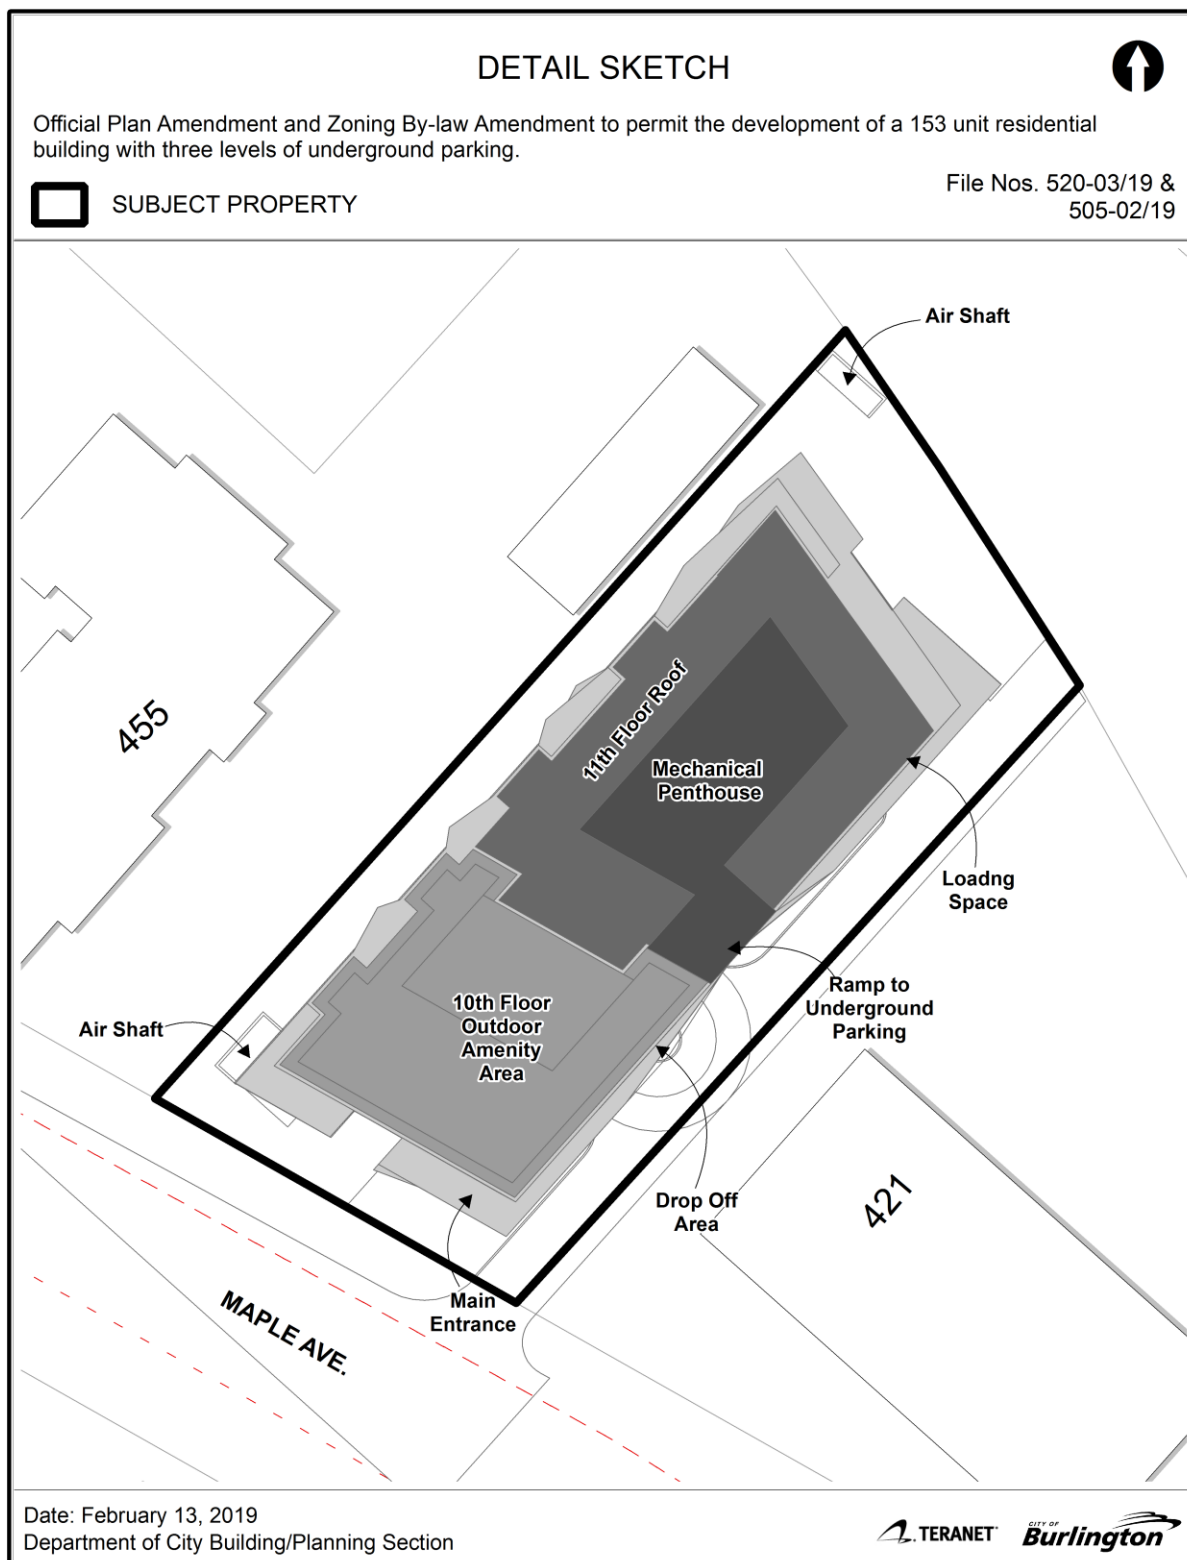 DETAIL SKETCH
Official Plan Amendment and Zoning By-law Amendment to permit the development of a 153 unit residential
building with three levels of underground parking.
SUBJECT PROPERTY
File Nos. 520-03/19 &
505-02/19
Air Shaft
455
11th Floor Roof
Mechanical
Penthouse
Loadng
Space
Ramp to
Underground
Parking
10th Floor
Outdoor
Amenity
Area
Air Shaft
Drop Off
Area
421
Main
Entrance
MAPLE AVE.
Date: February 13, 2019
Department of City Building/Planning Section
TERANET
CITY OF
Burlington